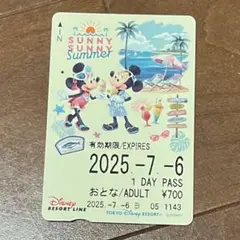 IN
SUNNY
SUNNY
Summer
有効期限/EXPIRES
2025.-7.-6
1 DAY PASS
おとな/ADULT ¥700
Disney
RESORT LINE
2025.-7.-6 05 1143
TOKYO Disney RESORT